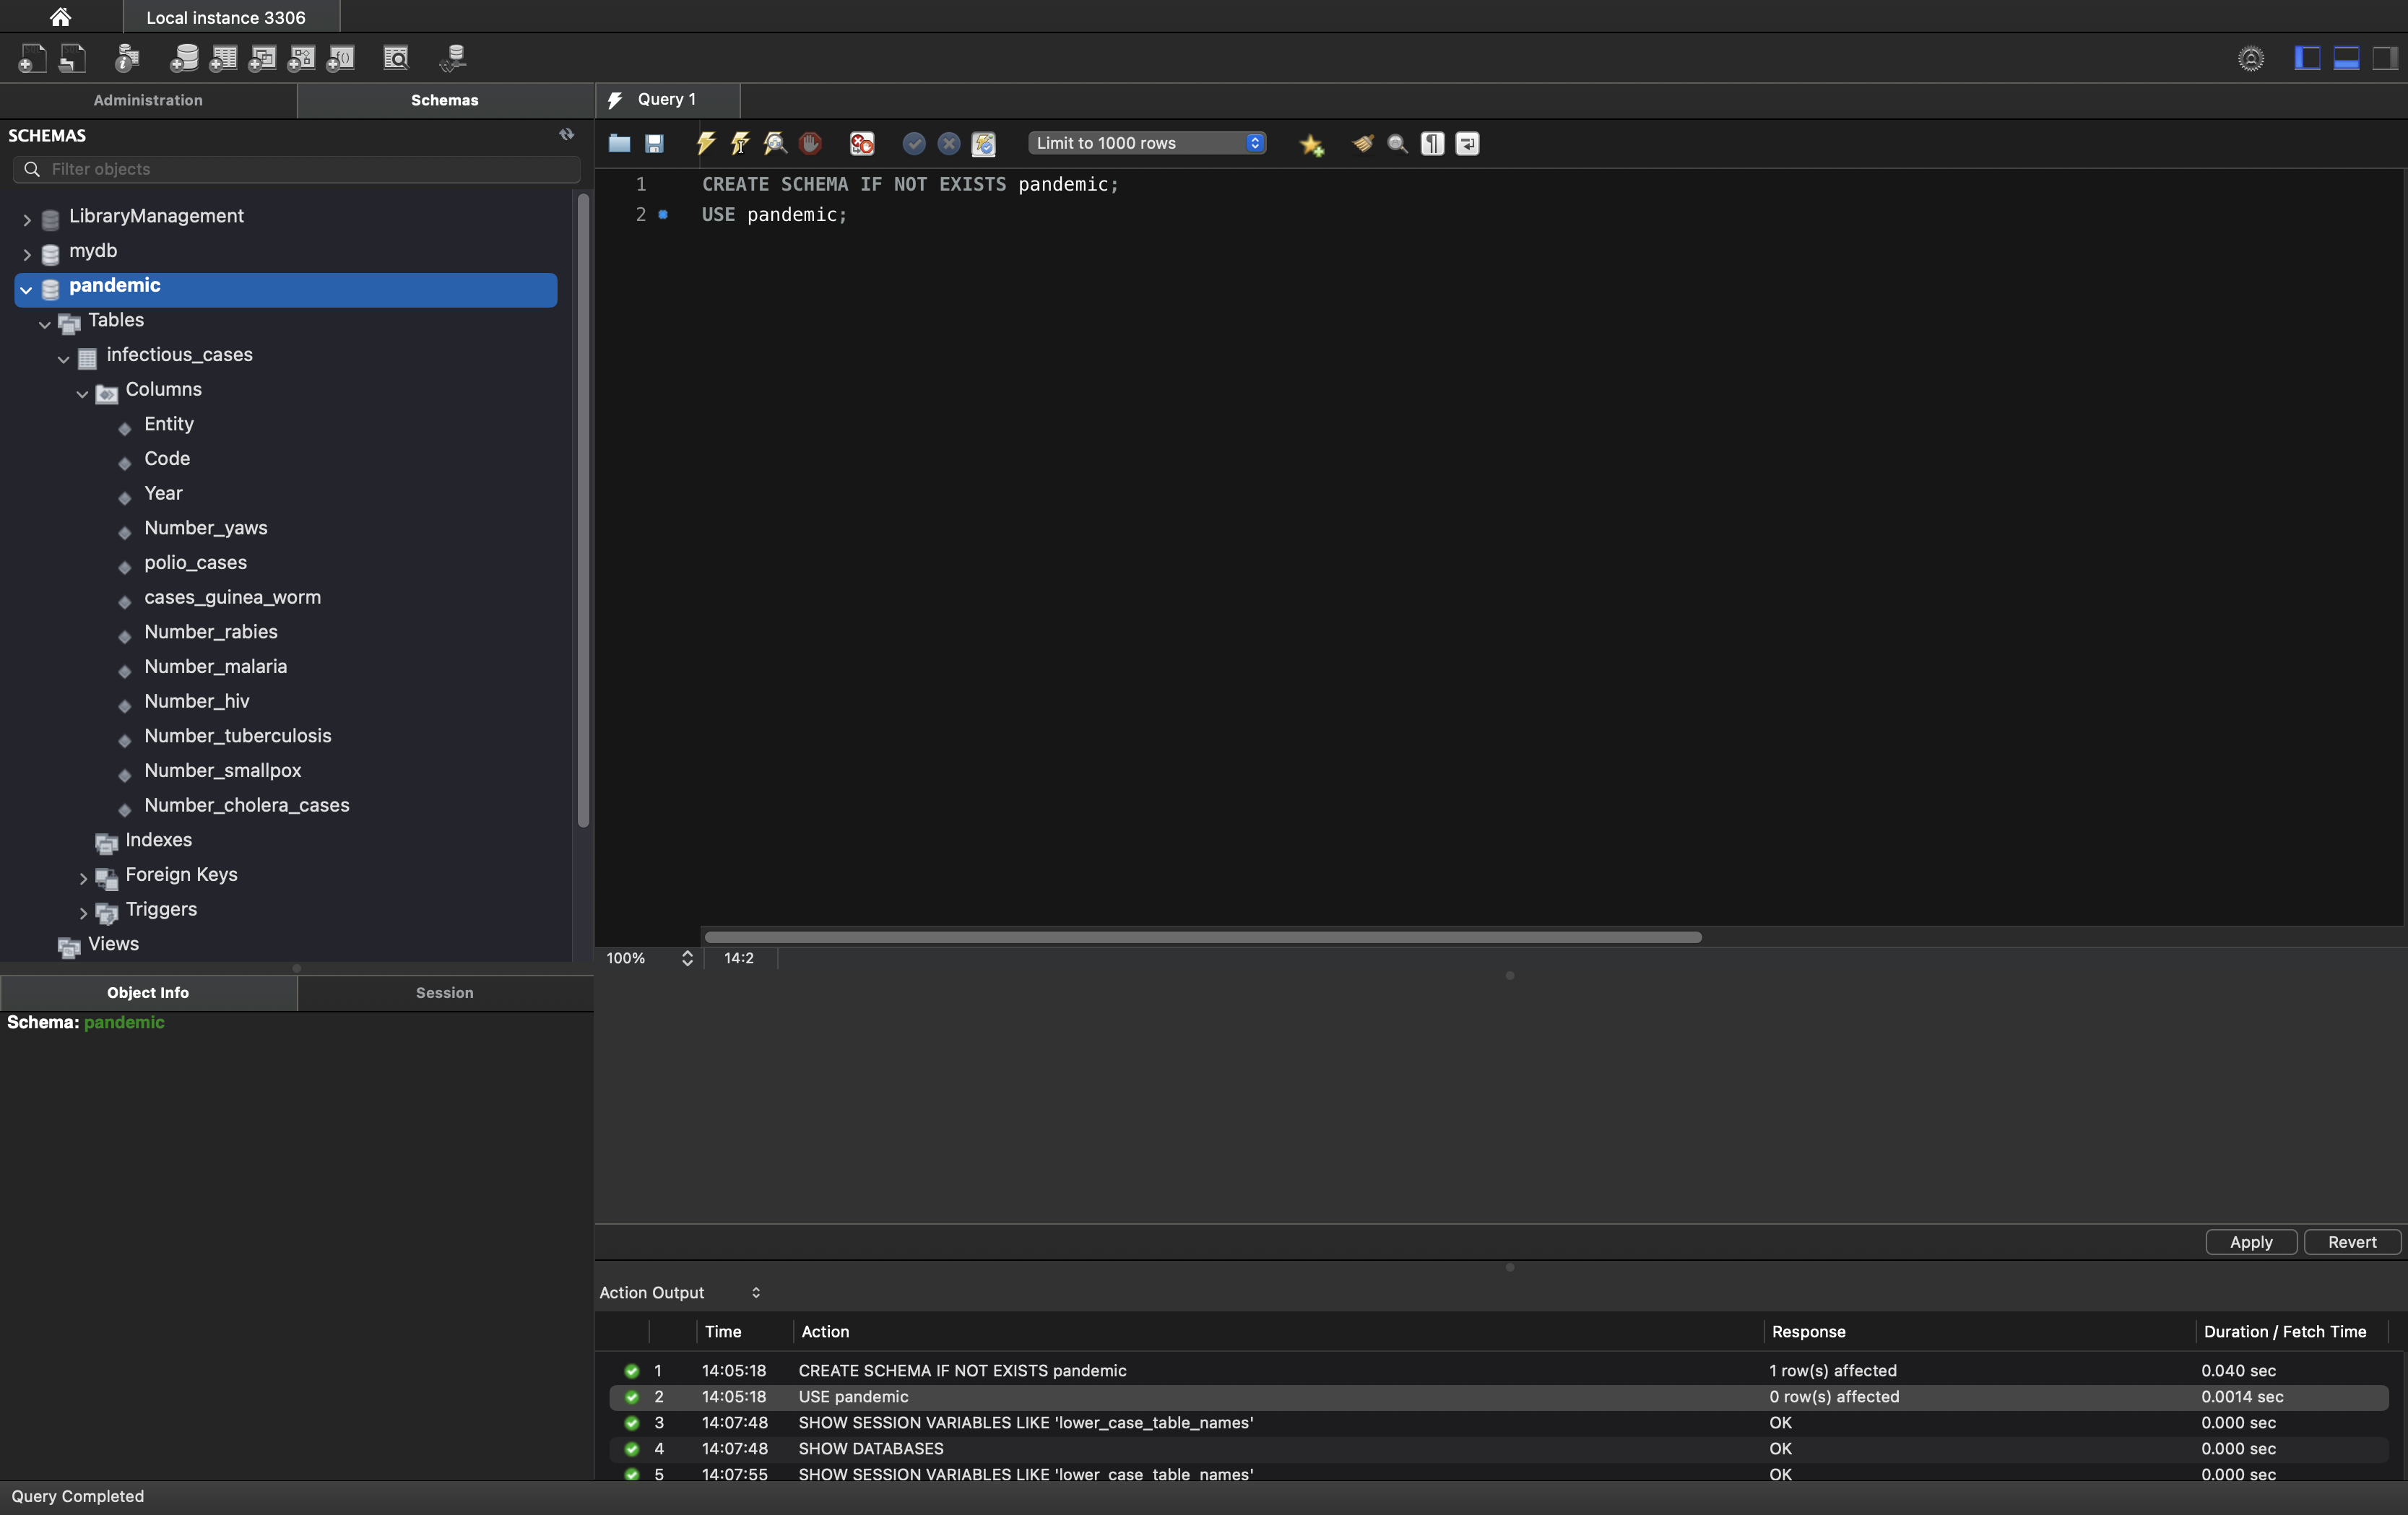 Local instance 3306
Administration
Schemas
Query 1
SCHEMAS
Filter objects
Limit to 1000 rows
1 CREATE SCHEMA IF NOT EXISTS pandemic;
2 USE pandemic;
LibraryManagement
mydb
pandemic
Tables
infectious_cases
Columns
Entity
Code
Year
Number_yaws
polio_cases
cases_guinea_worm
Number_rabies
Number_malaria
Number_hiv
Number_tuberculosis
Number_smallpox
Number_cholera_cases
Indexes
Foreign Keys
Triggers
Views
100% 14:2
Object Info
Session
Schema: pandemic
Apply Revert
Action Output
Time Action Response Duration / Fetch Time
1 14:05:18 CREATE SCHEMA IF NOT EXISTS pandemic 1 row(s) affected 0.040 sec
2 14:05:18 USE pandemic 0 row(s) affected 0.0014 sec
3 14:07:48 SHOW SESSION VARIABLES LIKE 'lower_case_table_names' OK 0.000 sec
4 14:07:48 SHOW DATABASES OK 0.000 sec
5 14:07:55 SHOW SESSION VARIABLES LIKE 'lower_case_table_names' OK 0.000 sec
Query Completed